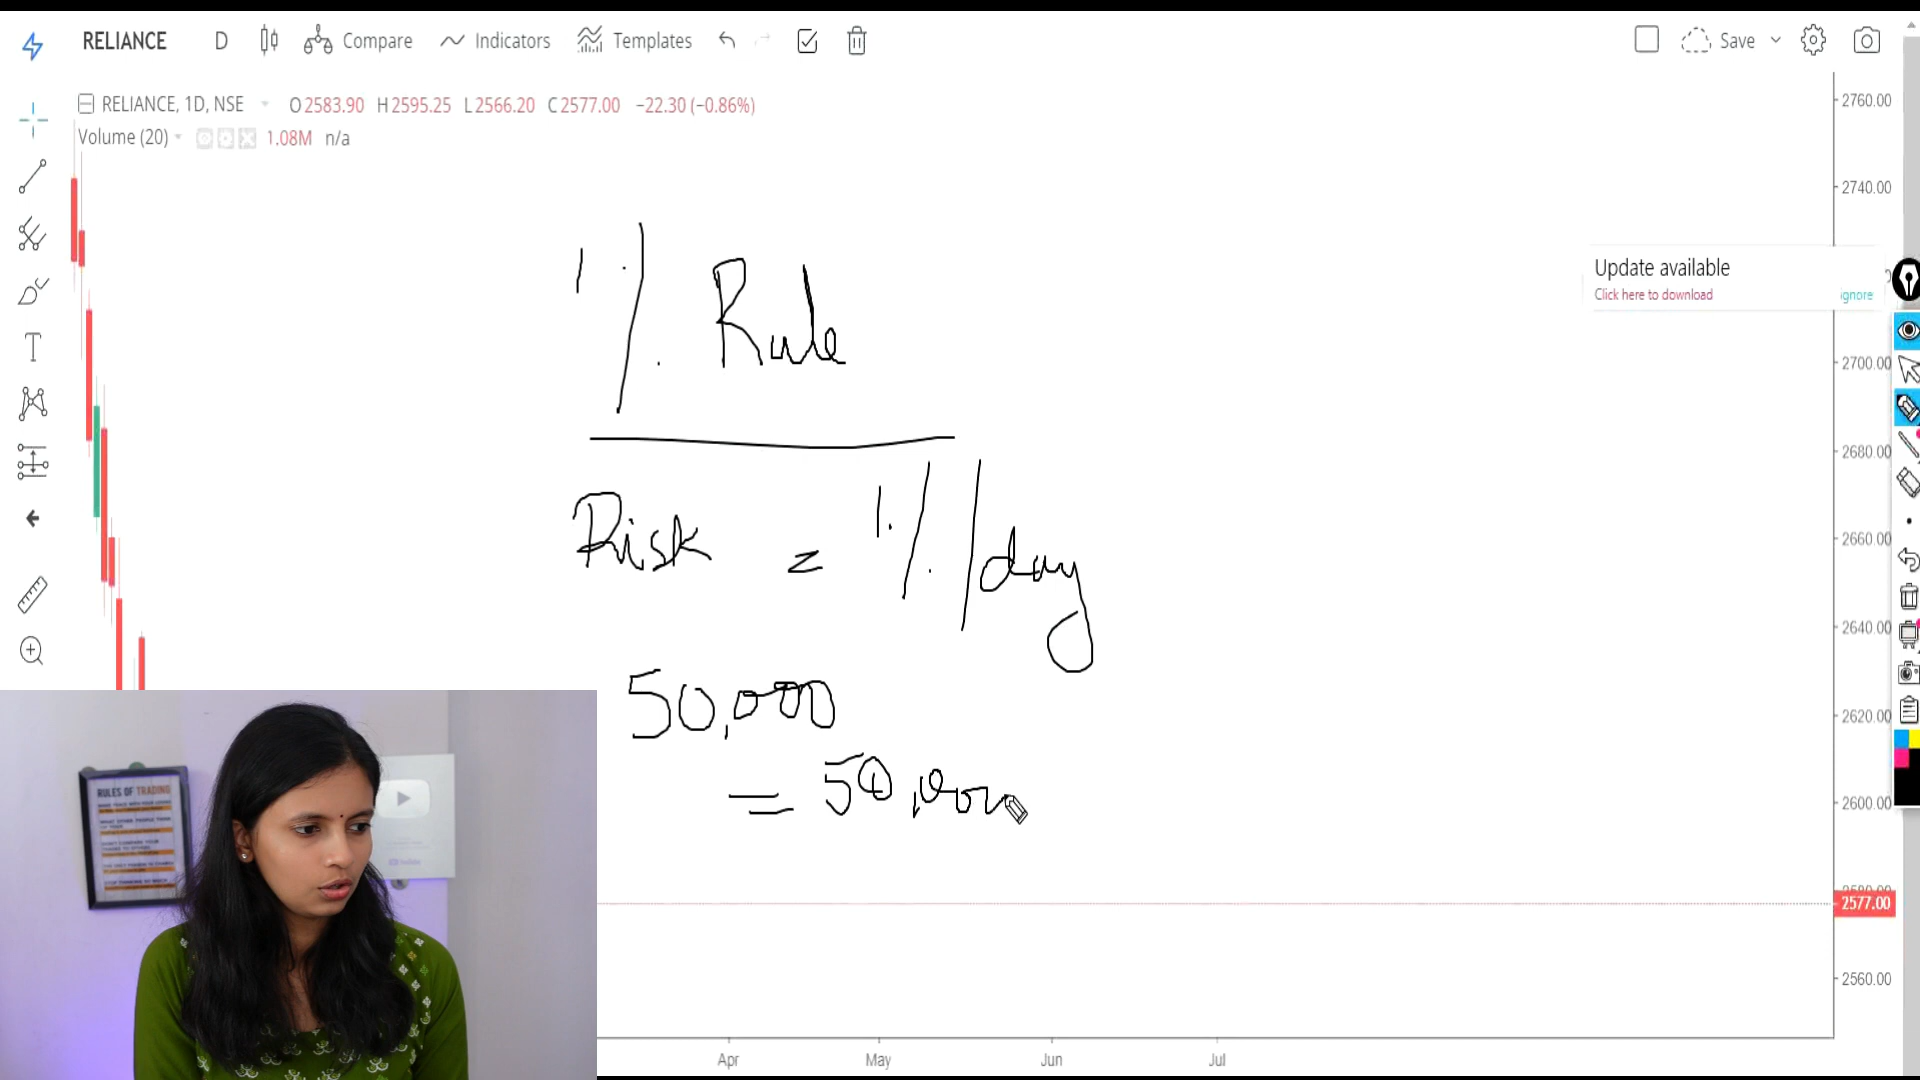 RELIANCE D Compare Indicators Templates Save
RELIANCE, 1D, NSE O2583.90 H2595.25 L2566.20 C2577.00 −22.30 (−0.86%)
Volume (20) 1.08M n/a
2760.00
2740.00
Update available
Click here to download
2700.00
2680.00
2660.00
2640.00
2620.00
2600.00
2577.00
2560.00
1% Rule
Risk = 1%/day
50,000
= 50,000
RULES OF TRADING
Apr May Jun Jul